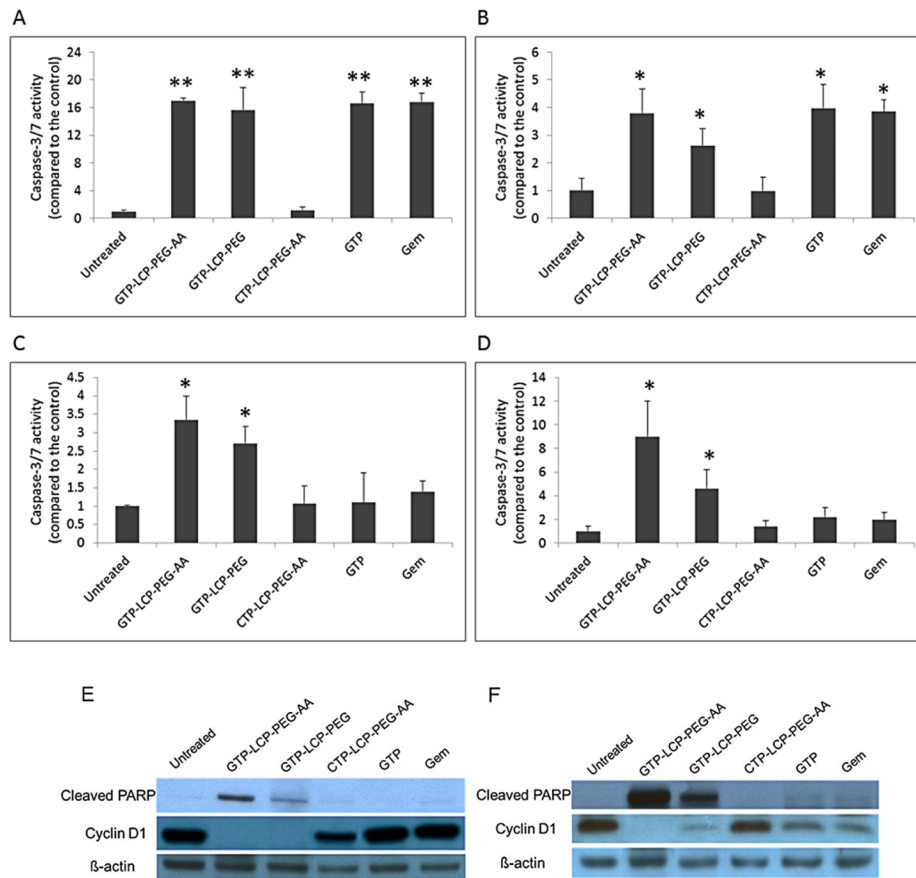 A
Caspase-3/7 activity
(compared to the control)
24
20
16
12
8
4
0
** ** ** **
Untreated
GTP-LCP-PEG-AA
GTP-LCP-PEG
CTP-LCP-PEG-AA
GTP
Gem
B
Caspase-3/7 activity
(compared to the control)
6
5
4
3
2
1
0
* * * *
Untreated
GTP-LCP-PEG-AA
GTP-LCP-PEG
CTP-LCP-PEG-AA
GTP
Gem
C
Caspase-3/7 activity
(compared to the control)
4.5
4
3.5
3
2.5
2
1.5
1
0.5
0
* *
Untreated
GTP-LCP-PEG-AA
GTP-LCP-PEG
CTP-LCP-PEG-AA
GTP
Gem
D
Caspase-3/7 activity
(compared to the control)
14
12
10
8
6
4
2
0
* *
Untreated
GTP-LCP-PEG-AA
GTP-LCP-PEG
CTP-LCP-PEG-AA
GTP
Gem
E
Untreated
GTP-LCP-PEG-AA
GTP-LCP-PEG
CTP-LCP-PEG-AA
GTP
Gem
Cleaved PARP
Cyclin D1
ß-actin
F
Untreated
GTP-LCP-PEG-AA
GTP-LCP-PEG
CTP-LCP-PEG-AA
GTP
Gem
Cleaved PARP
Cyclin D1
ß-actin